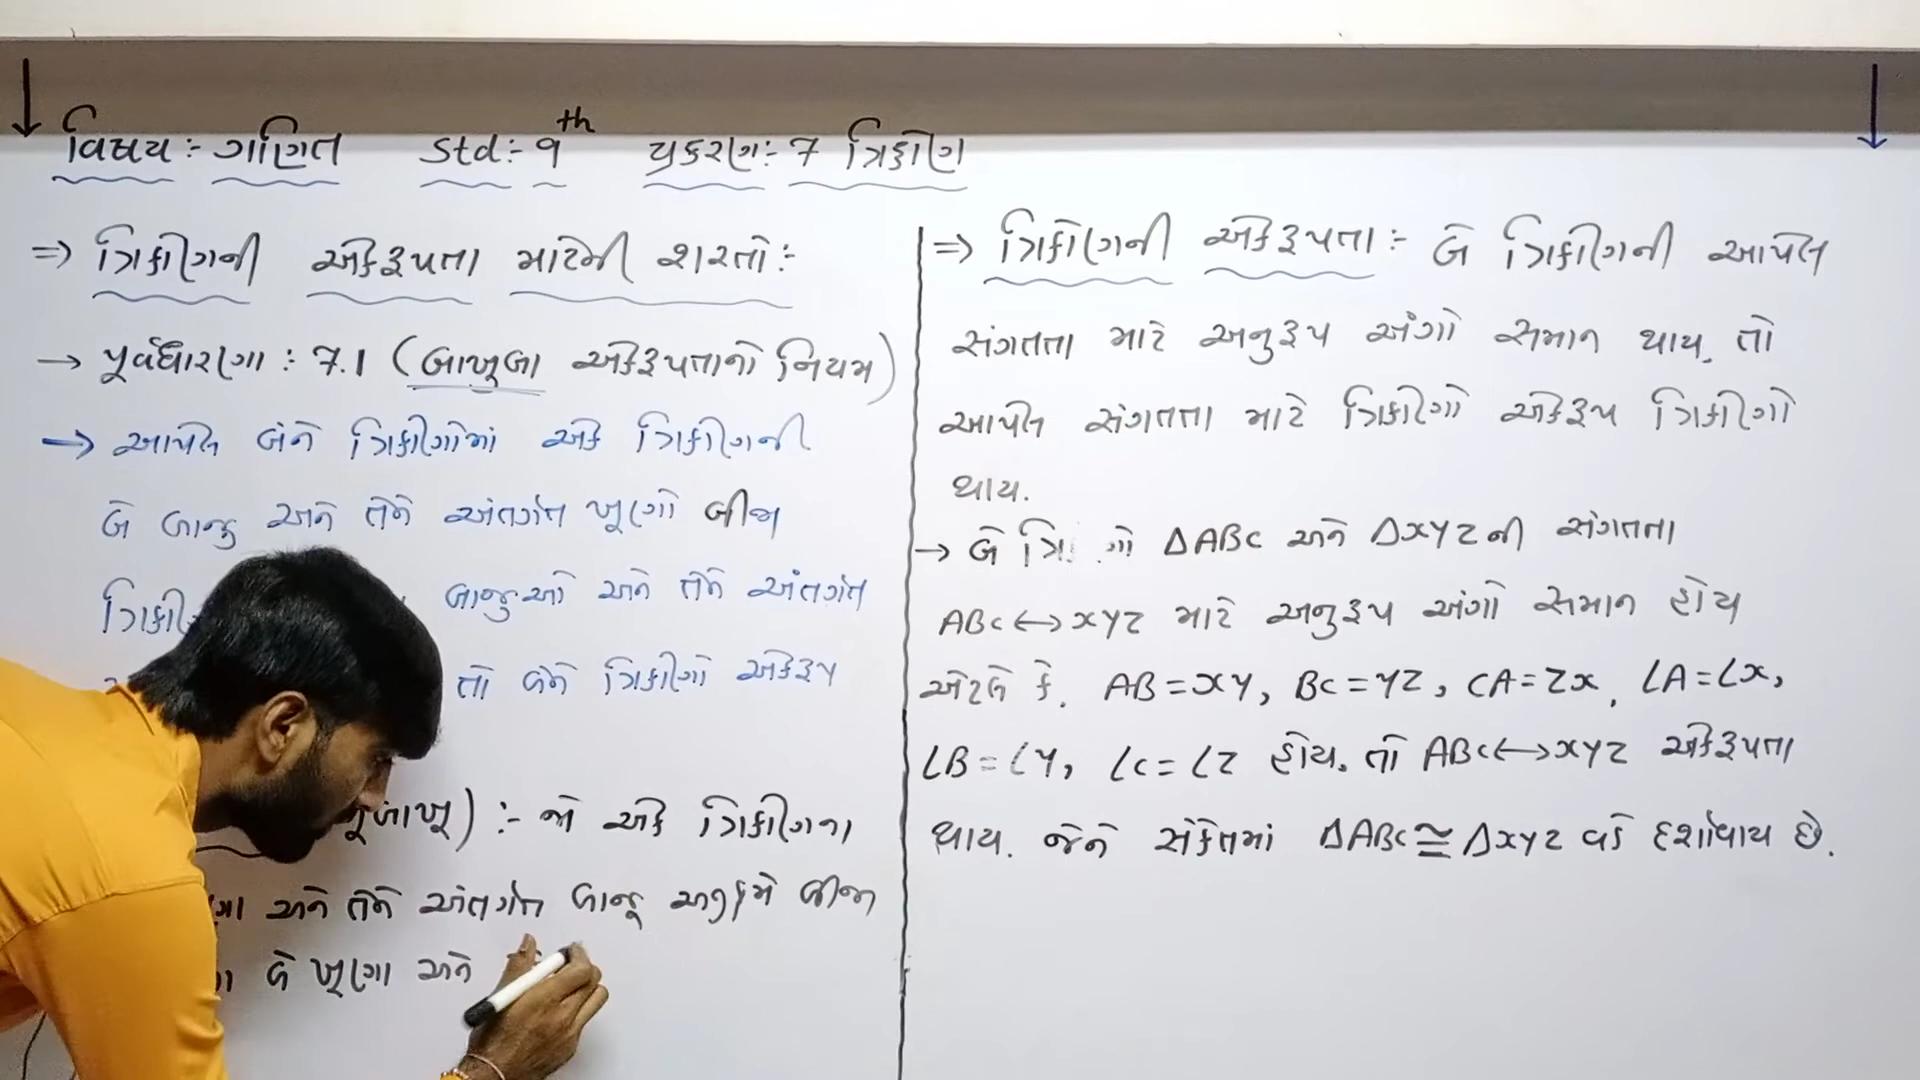 વિષય :- ગણિત std :- ૧th પ્રકરણ :- 7 ત્રિકોણ
⇒ ત્રિકોણની એકરૂપતા માટેની શરતો :-
→ પૂર્વધારણા : 7.1 (બાખૂબા એકરૂપતાનો નિયમ)
→ આપેલ બંને ત્રિકોણોમાં એક ત્રિકોણની
બે બાજુ અને તેને અંતર્ગત ખૂણો બીજા
બાજુઓ અને તેને અંતર્ગત
તો બંને ત્રિકોણો એકરૂપ
:- જો એક ત્રિકોણના
અને તેને અંતર્ગત બાજુ અનુક્રમે બીજા
બે ખૂણા અને
⇒ ત્રિકોણની એકરૂપતા :- બે ત્રિકોણની આપેલ
સંગતતા માટે અનુરૂપ અંગો સમાન થાય, તો
આપેલ સંગતતા માટે ત્રિકોણો એકરૂપ ત્રિકોણો
થાય.
→ બે ΔABC અને ΔXYZ ની સંગતતા
ABC ↔ XYZ માટે અનુરૂપ અંગો સમાન હોય
એટલે કે. AB = XY, BC = YZ, CA = ZX, ∠A = ∠X,
∠B = ∠Y, ∠C = ∠Z હોય. તો ABC ↔ XYZ એકરૂપતા
થાય. જેને સંકેતમાં ΔABC ≅ ΔXYZ વડે દર્શાવાય છે.